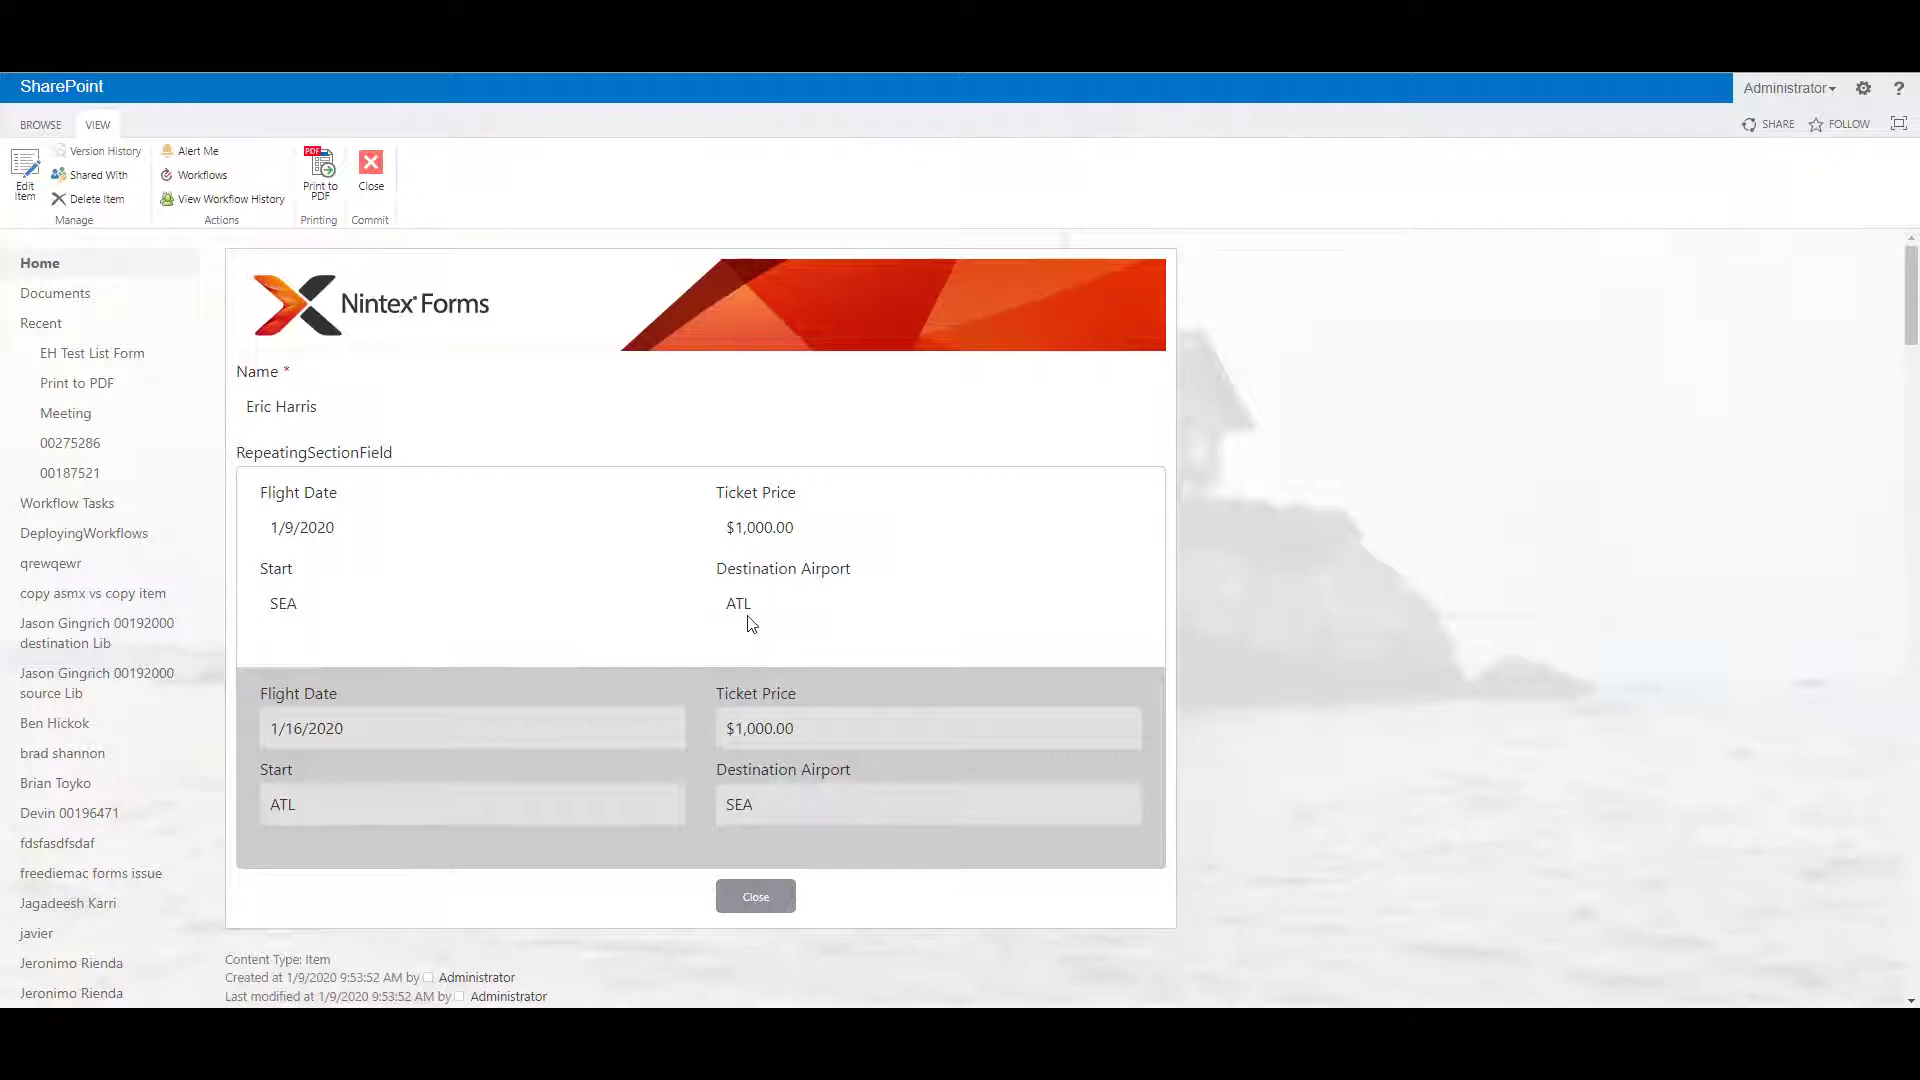 SharePoint
Administrator
?
BROWSE
VIEW
SHARE
FOLLOW
Edit
Item
Version History
Shared With
Delete Item
Manage
Alert Me
Workflows
View Workflow History
Actions
PDF
Print to
PDF
Printing
Close
Commit
Home
Documents
Recent
EH Test List Form
Print to PDF
Meeting
00275286
00187521
Workflow Tasks
DeployingWorkflows
qrewqewr
copy asmx vs copy item
Jason Gingrich 00192000
destination Lib
Jason Gingrich 00192000
source Lib
Ben Hickok
brad shannon
Brian Toyko
Devin 00196471
fdsfasdfsdaf
freediemac forms issue
Jagadeesh Karri
javier
Jeronimo Rienda
Jeronimo Rienda
Nintex Forms
Name *
Eric Harris
RepeatingSectionField
Flight Date
Ticket Price
1/9/2020
$1,000.00
Start
Destination Airport
SEA
ATL
Flight Date
Ticket Price
1/16/2020
$1,000.00
Start
Destination Airport
ATL
SEA
Close
Content Type: Item
Created at 1/9/2020 9:53:52 AM by Administrator
Last modified at 1/9/2020 9:53:52 AM by Administrator